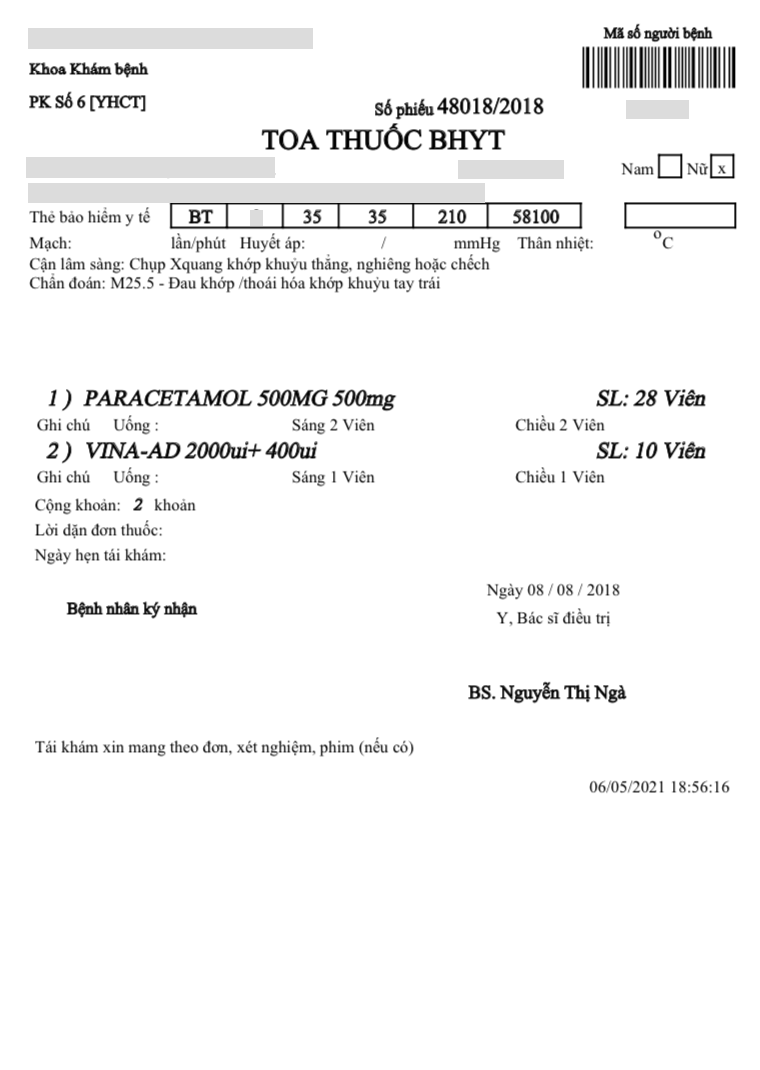 Mã số người bệnh
Khoa Khám bệnh
PK Số 6 [YHCT]
Số phiếu 48018/2018
TOA THUỐC BHYT
Nam Nữ x
Thẻ bảo hiểm y tế BT 35 35 210 58100
Mạch: lần/phút Huyết áp: / mmHg Thân nhiệt: ºC
Cận lâm sàng: Chụp Xquang khớp khuỷu thẳng, nghiêng hoặc chếch
Chẩn đoán: M25.5 - Đau khớp /thoái hóa khớp khuỷu tay trái
1 ) PARACETAMOL 500MG 500mg SL: 28 Viên
Ghi chú Uống : Sáng 2 Viên Chiều 2 Viên
2 ) VINA-AD 2000ui+ 400ui SL: 10 Viên
Ghi chú Uống : Sáng 1 Viên Chiều 1 Viên
Cộng khoản: 2 khoản
Lời dặn đơn thuốc:
Ngày hẹn tái khám:
Ngày 08 / 08 / 2018
Bệnh nhân ký nhận
Y, Bác sĩ điều trị
BS. Nguyễn Thị Ngà
Tái khám xin mang theo đơn, xét nghiệm, phim (nếu có)
06/05/2021 18:56:16